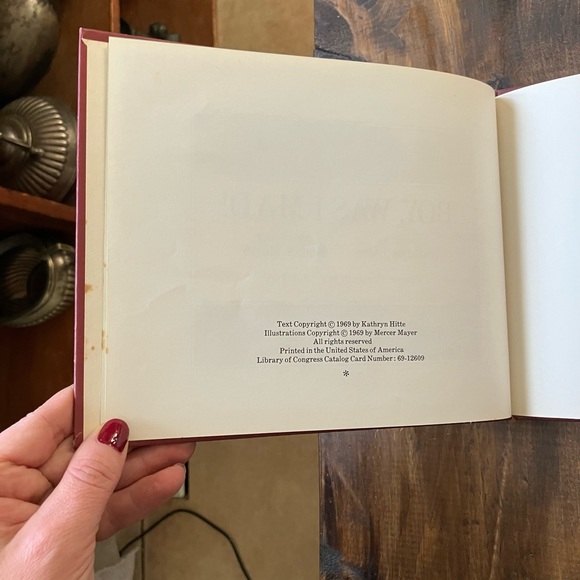 Text Copyright © 1969 by Kathryn Hitte
Illustrations Copyright © 1969 by Mercer Mayer
All rights reserved
Printed in the United States of America
Library of Congress Catalog Card Number: 69-12609
*